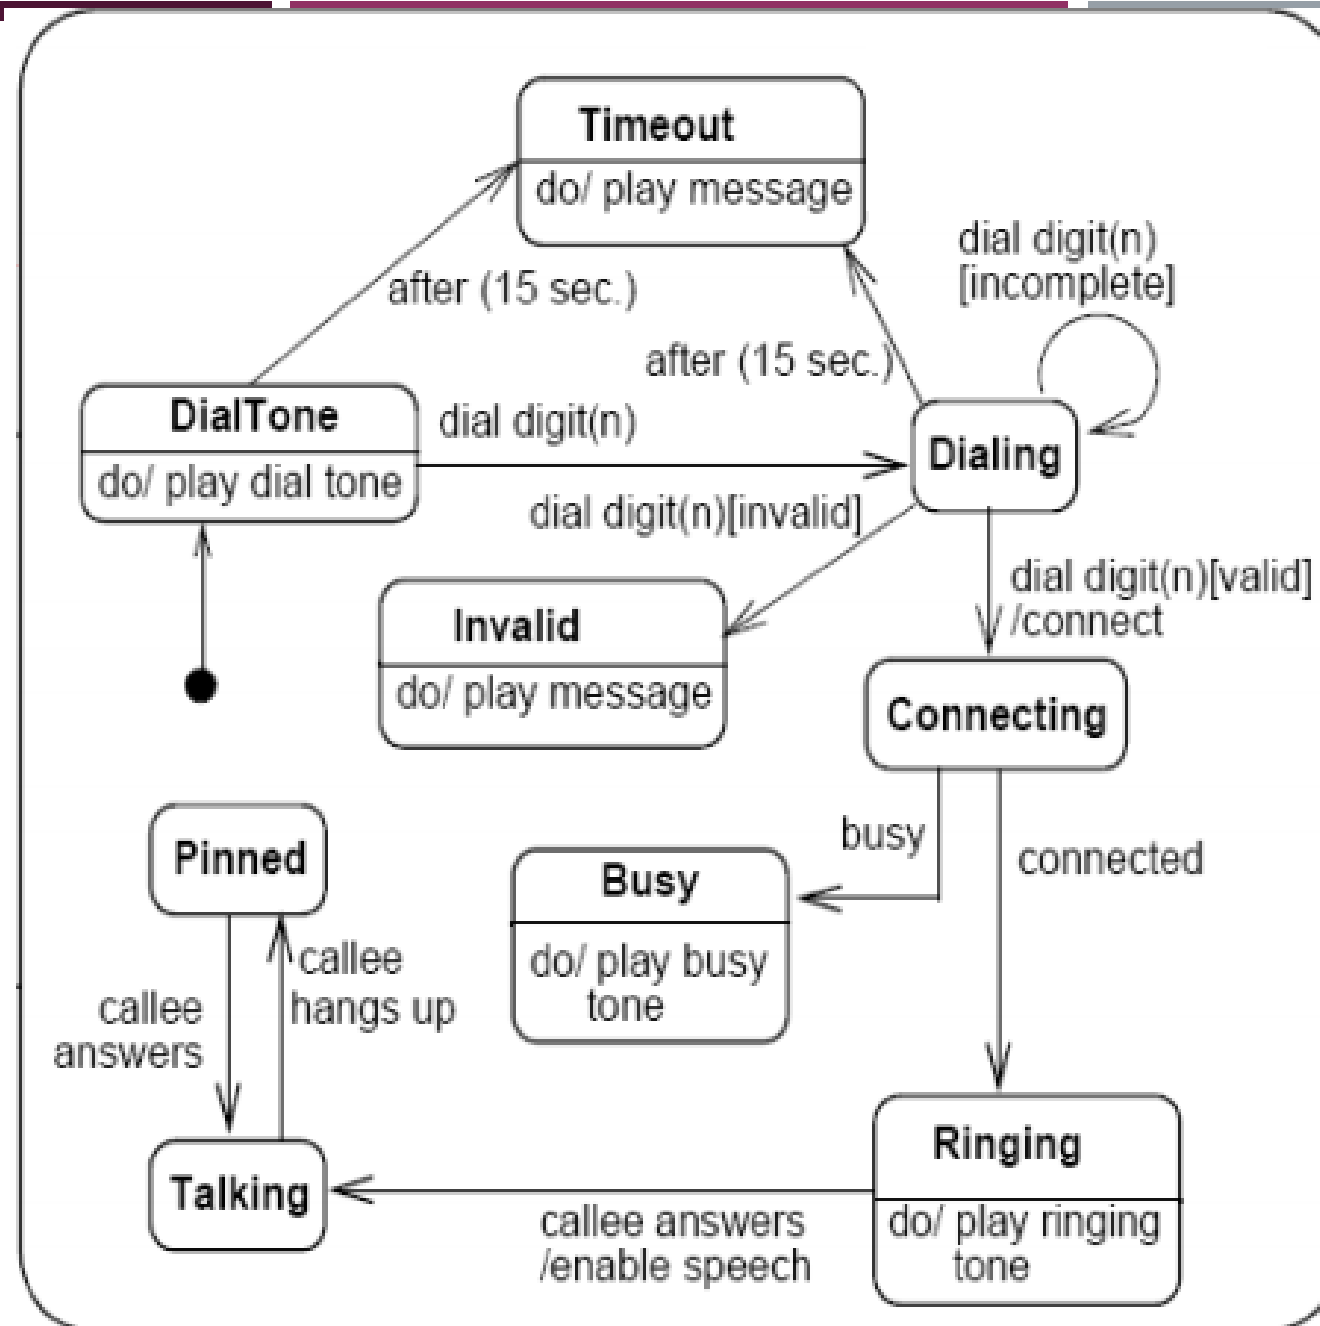 Timeout
do/ play message
dial digit(n)
[incomplete]
after (15 sec.)
after (15 sec.)
DialTone
do/ play dial tone
dial digit(n)
Dialing
dial digit(n)[invalid]
dial digit(n)[valid]
/connect
Invalid
do/ play message
Connecting
busy
connected
Pinned
Busy
do/ play busy
tone
callee
hangs up
callee
answers
Ringing
do/ play ringing
tone
Talking
callee answers
/enable speech